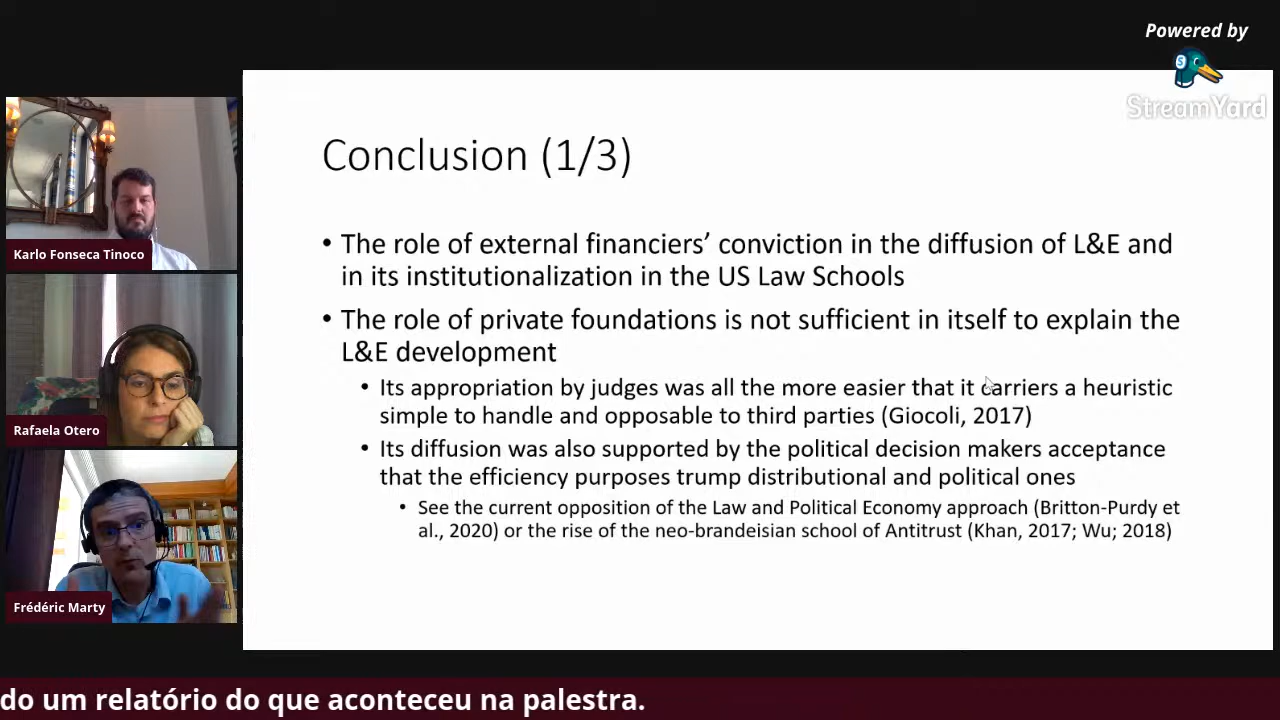 Powered by
StreamYard
Karlo Fonseca Tinoco
Rafaela Otero
Frédéric Marty
Conclusion (1/3)
• The role of external financiers’ conviction in the diffusion of L&E and
in its institutionalization in the US Law Schools
• The role of private foundations is not sufficient in itself to explain the
L&E development
• Its appropriation by judges was all the more easier that it carriers a heuristic
simple to handle and opposable to third parties (Giocoli, 2017)
• Its diffusion was also supported by the political decision makers acceptance
that the efficiency purposes trump distributional and political ones
• See the current opposition of the Law and Political Economy approach (Britton-Purdy et
al., 2020) or the rise of the neo-brandeisian school of Antitrust (Khan, 2017; Wu; 2018)
do um relatório do que aconteceu na palestra.